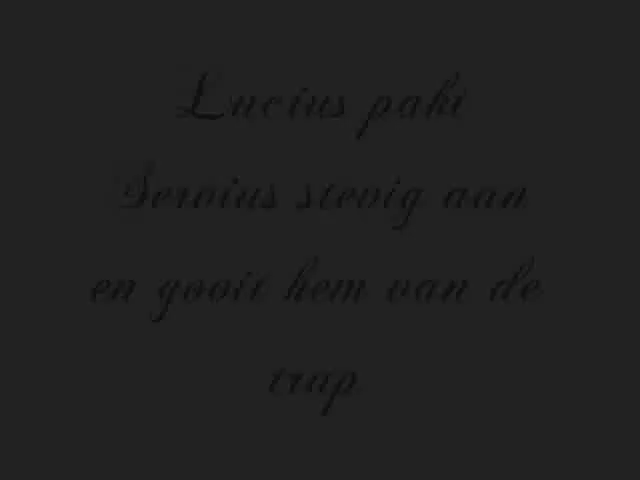 Lucius pakt
Servius stevig aan
en gooit hem van de
trap